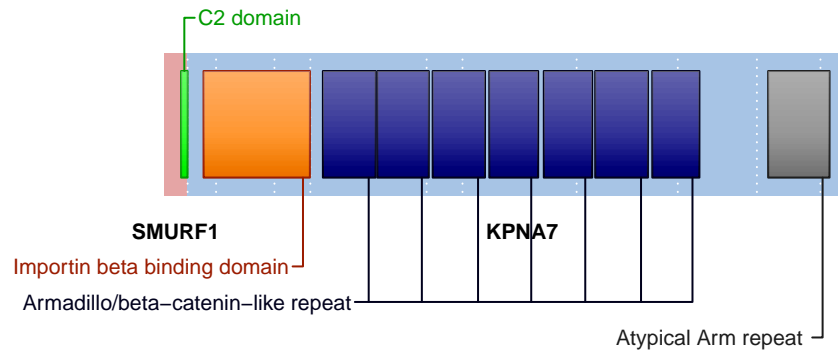 C2 domain
SMURF1
KPNA7
Importin beta binding domain
Armadillo/beta−catenin−like repeat
Atypical Arm repeat